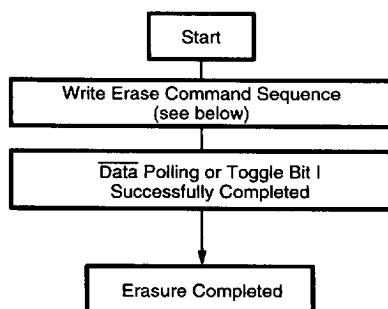 Start
Write Erase Command Sequence
(see below)
Data Polling or Toggle Bit I
Successfully Completed
Erasure Completed